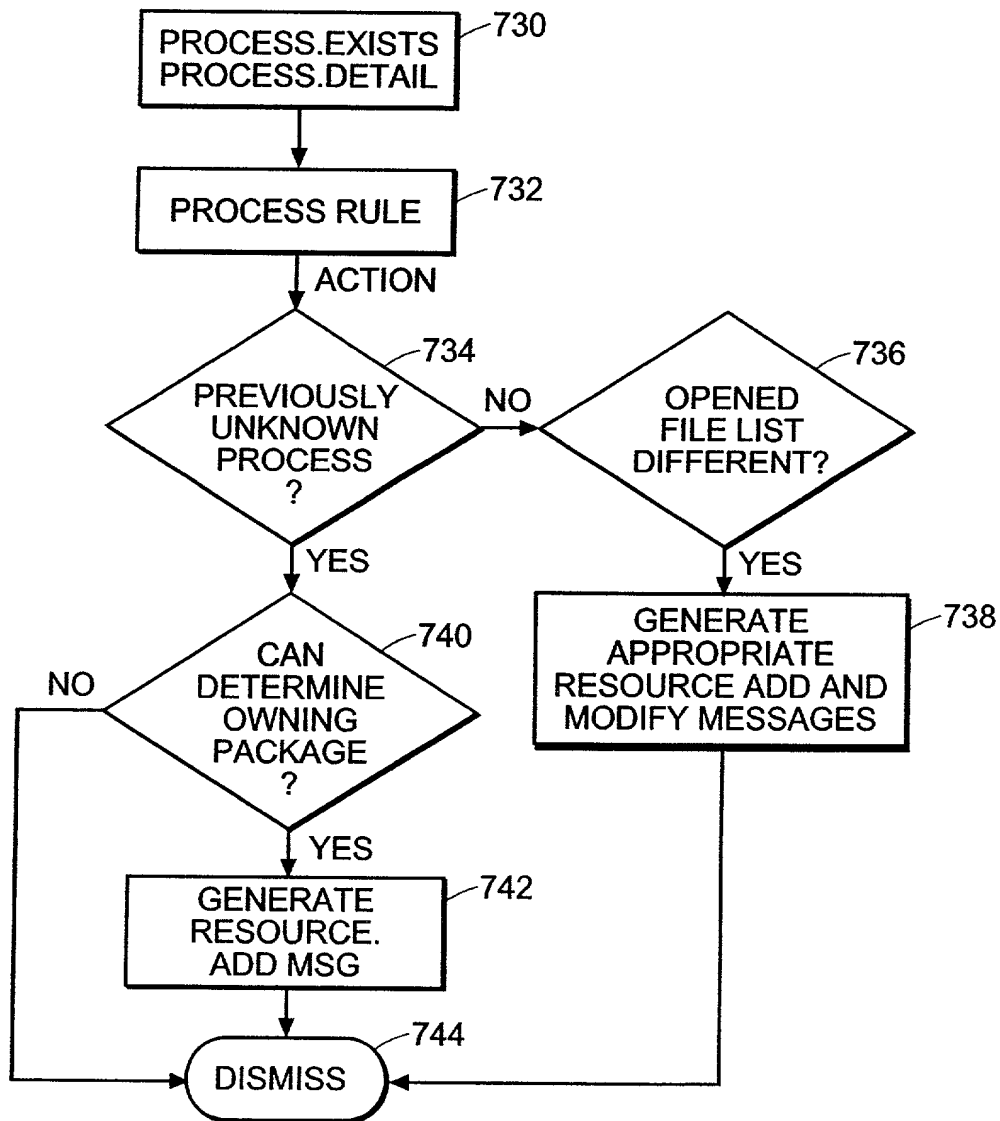 PROCESS.EXISTS
PROCESS.DETAIL
730
PROCESS RULE
732
ACTION
PREVIOUSLY
UNKNOWN
PROCESS
?
734
NO
OPENED
FILE LIST
DIFFERENT?
736
YES
YES
GENERATE
APPROPRIATE
RESOURCE ADD AND
MODIFY MESSAGES
738
CAN
DETERMINE
OWNING
PACKAGE
?
740
NO
YES
GENERATE
RESOURCE.
ADD MSG
742
DISMISS
744